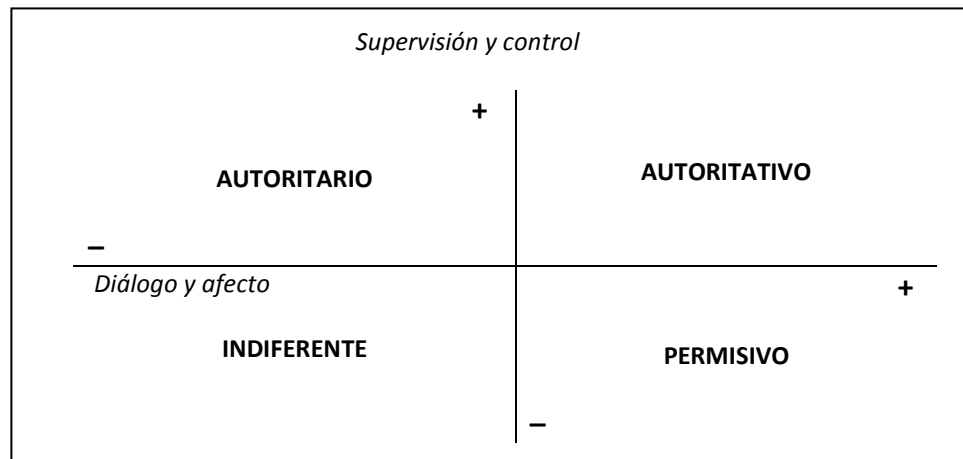 Supervisión y control
+
AUTORITARIO
AUTORITATIVO
–
Diálogo y afecto
+
INDIFERENTE
PERMISIVO
–